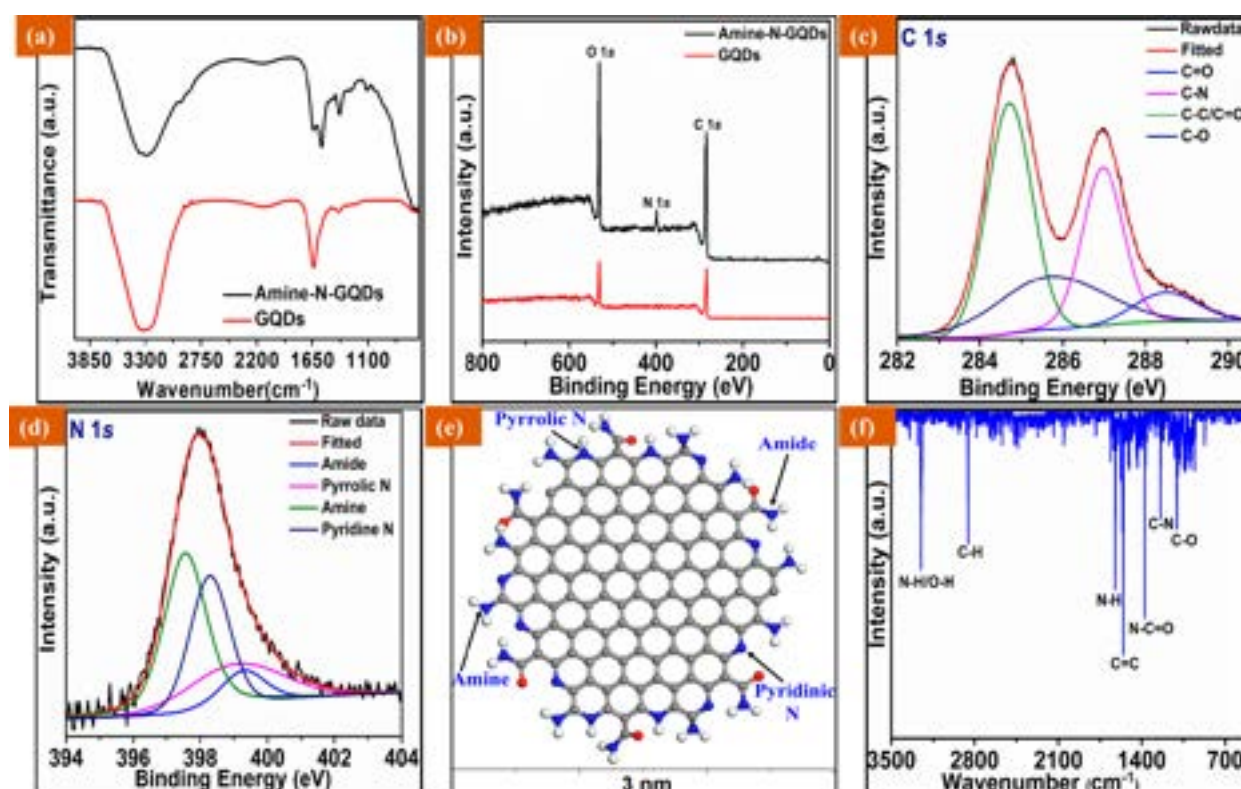 (a)
Transmittance (a.u.)
Amine-N-GQDs
GQDs
3850 3300 2750 2200 1650 1100
Wavenumber(cm⁻¹)
(b)
Amine-N-GQDs
GQDs
O 1s
C 1s
N 1s
Intensity (a.u.)
800 600 400 200 0
Binding Energy (eV)
(c)
C 1s
Rawdata
Fitted
C=O
C-N
C-C/C=C
C-O
Intensity (a.u.)
282 284 286 288 290
Binding Energy (eV)
(d)
N 1s
Raw data
Fitted
Amide
Pyrrolic N
Amine
Pyridine N
Intensity (a.u.)
394 396 398 400 402 404
Binding Energy (eV)
(e)
Pyrrolic N
Amide
Amine
Pyridinic
N
3 nm
(f)
Intensity (a.u.)
C-N
C-O
C-H
N-H/O-H
N-H
N-C=O
C=C
3500 2800 2100 1400 700
Wavenumber (cm⁻¹)